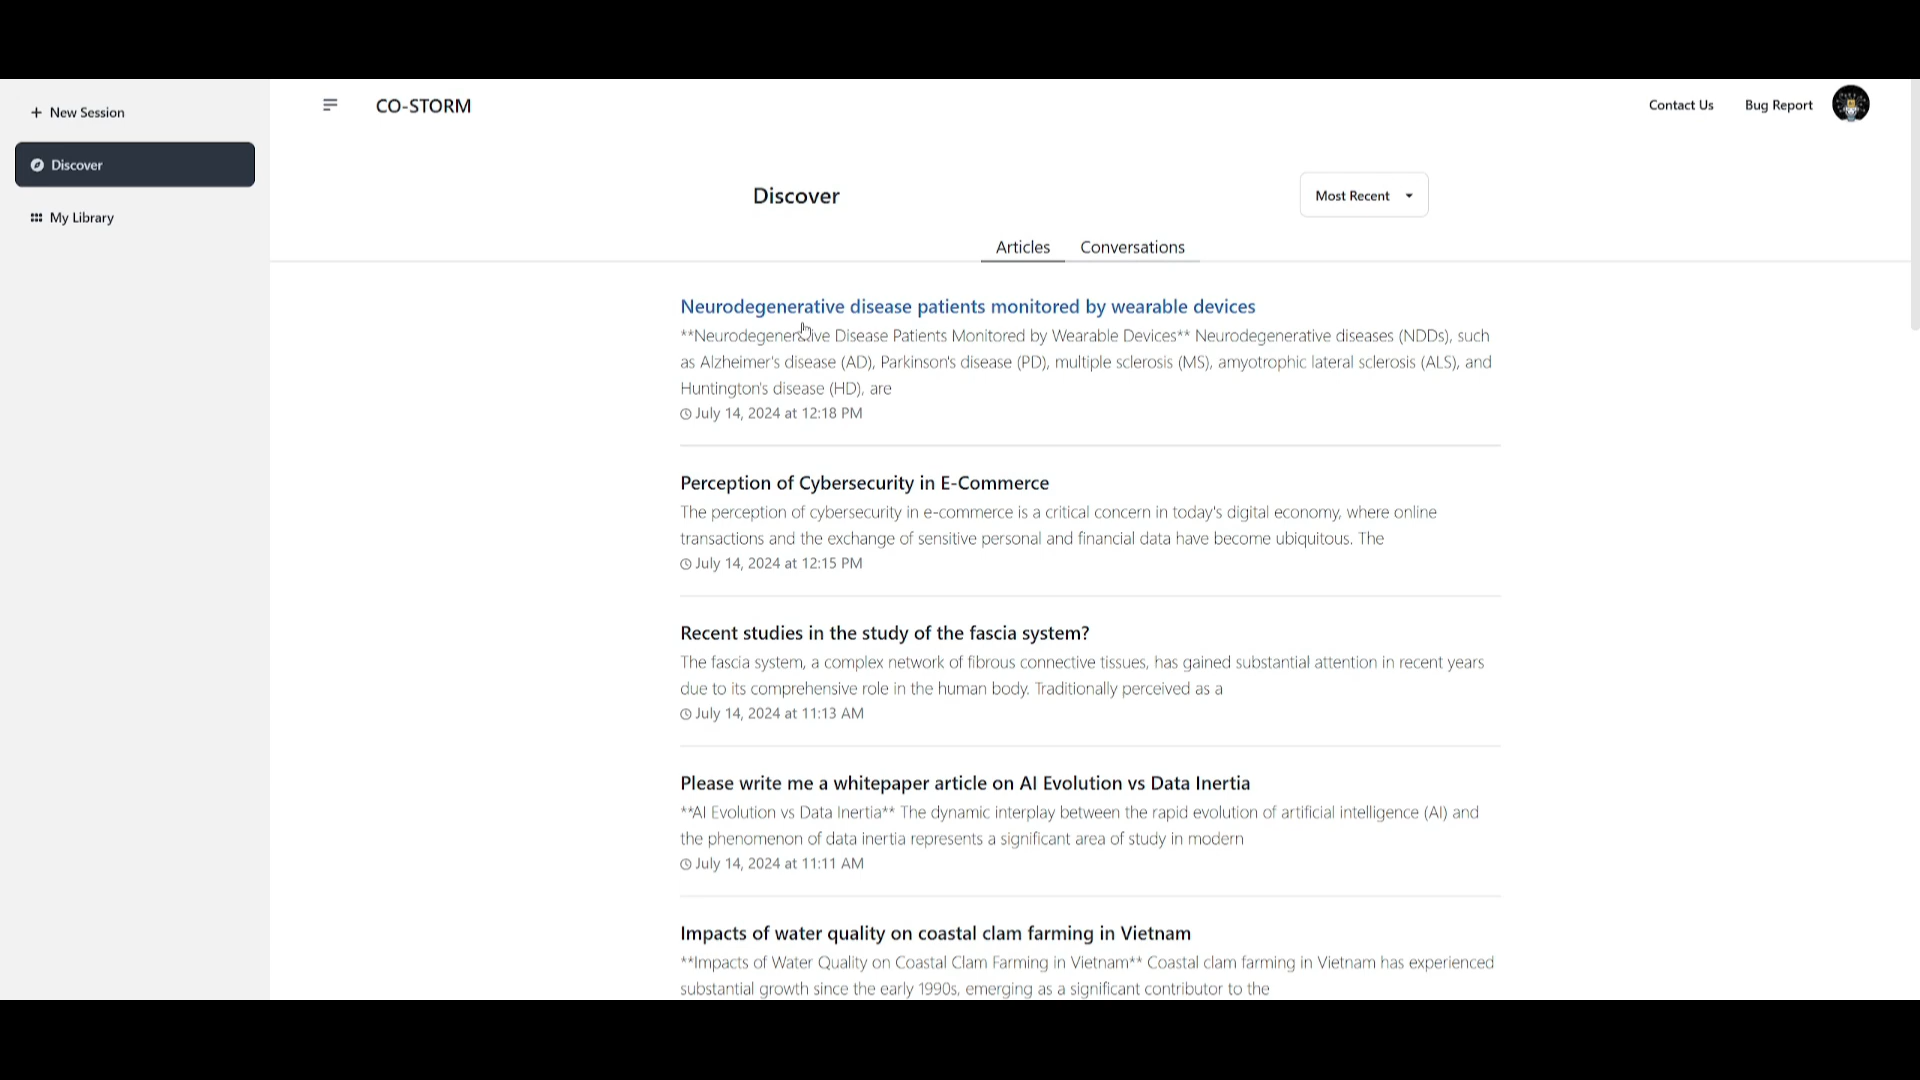 + New Session
CO-STORM
Contact Us
Bug Report
Discover
My Library
Discover
Most Recent
Articles
Conversations
Neurodegenerative disease patients monitored by wearable devices
**Neurodegenerative Disease Patients Monitored by Wearable Devices** Neurodegenerative diseases (NDDs), such
as Alzheimer's disease (AD), Parkinson's disease (PD), multiple sclerosis (MS), amyotrophic lateral sclerosis (ALS), and
Huntington's disease (HD), are
July 14, 2024 at 12:18 PM
Perception of Cybersecurity in E-Commerce
The perception of cybersecurity in e-commerce is a critical concern in today's digital economy, where online
transactions and the exchange of sensitive personal and financial data have become ubiquitous. The
July 14, 2024 at 12:15 PM
Recent studies in the study of the fascia system?
The fascia system, a complex network of fibrous connective tissues, has gained substantial attention in recent years
due to its comprehensive role in the human body. Traditionally perceived as a
July 14, 2024 at 11:13 AM
Please write me a whitepaper article on AI Evolution vs Data Inertia
**AI Evolution vs Data Inertia** The dynamic interplay between the rapid evolution of artificial intelligence (AI) and
the phenomenon of data inertia represents a significant area of study in modern
July 14, 2024 at 11:11 AM
Impacts of water quality on coastal clam farming in Vietnam
**Impacts of Water Quality on Coastal Clam Farming in Vietnam** Coastal clam farming in Vietnam has experienced
substantial growth since the early 1990s, emerging as a significant contributor to the